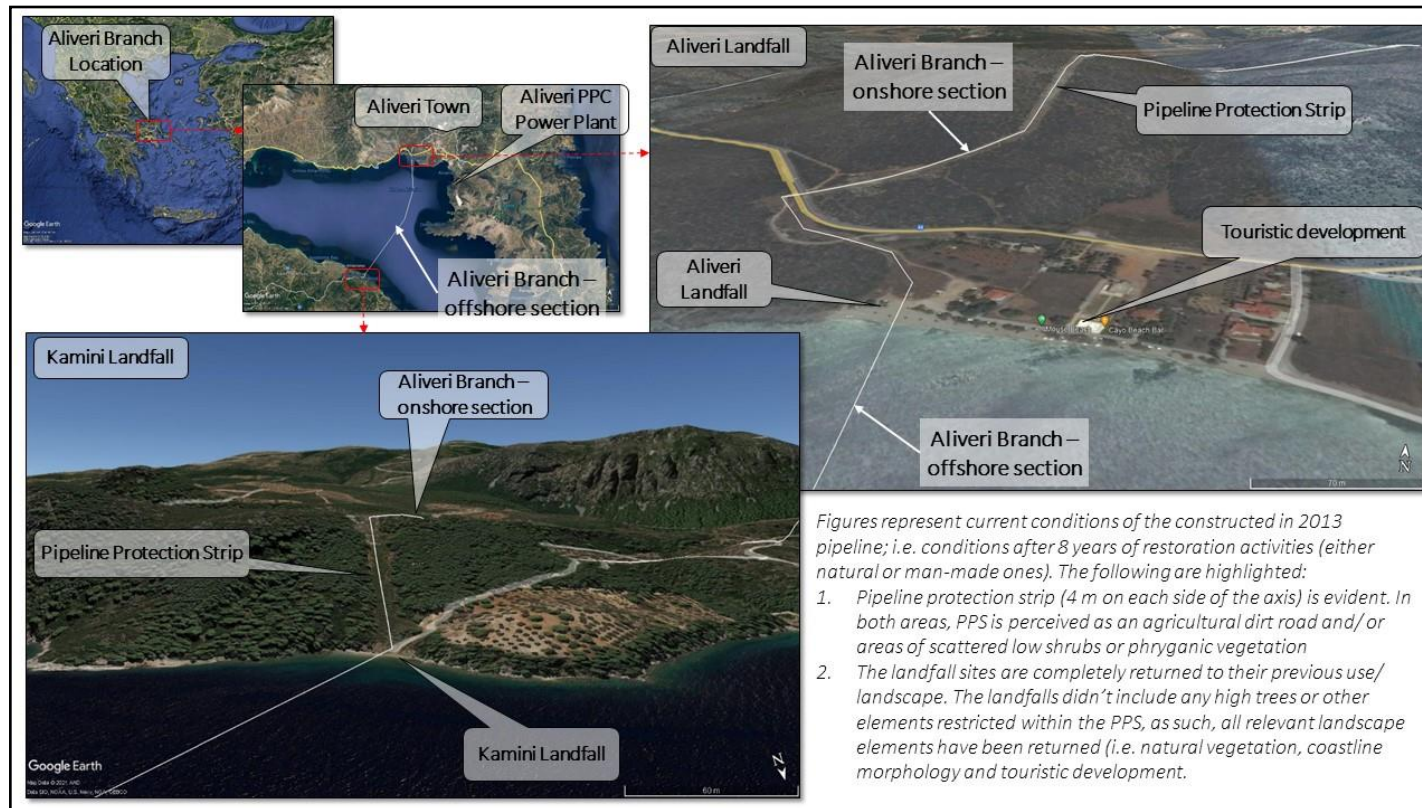 Aliveri Branch
Location
Google Earth
Aliveri Town
Aliveri PPC
Power Plant
Aliveri Branch –
offshore section
Google Earth
Aliveri Landfall
Aliveri Branch –
onshore section
Pipeline Protection Strip
Touristic development
Aliveri
Landfall
Cayo Beach Bar
Aliveri Branch –
offshore section
N
70 m
Kamini Landfall
Aliveri Branch –
onshore section
Pipeline Protection Strip
Kamini Landfall
Google Earth
Data SIO, NOAA, U.S. Navy, NGA, GEBCO
N
60 m
Figures represent current conditions of the constructed in 2013
pipeline; i.e. conditions after 8 years of restoration activities (either
natural or man-made ones). The following are highlighted:
1. Pipeline protection strip (4 m on each side of the axis) is evident. In
both areas, PPS is perceived as an agricultural dirt road and/ or
areas of scattered low shrubs or phryganic vegetation
2. The landfall sites are completely returned to their previous use/
landscape. The landfalls didn't include any high trees or other
elements restricted within the PPS, as such, all relevant landscape
elements have been returned (i.e. natural vegetation, coastline
morphology and touristic development.